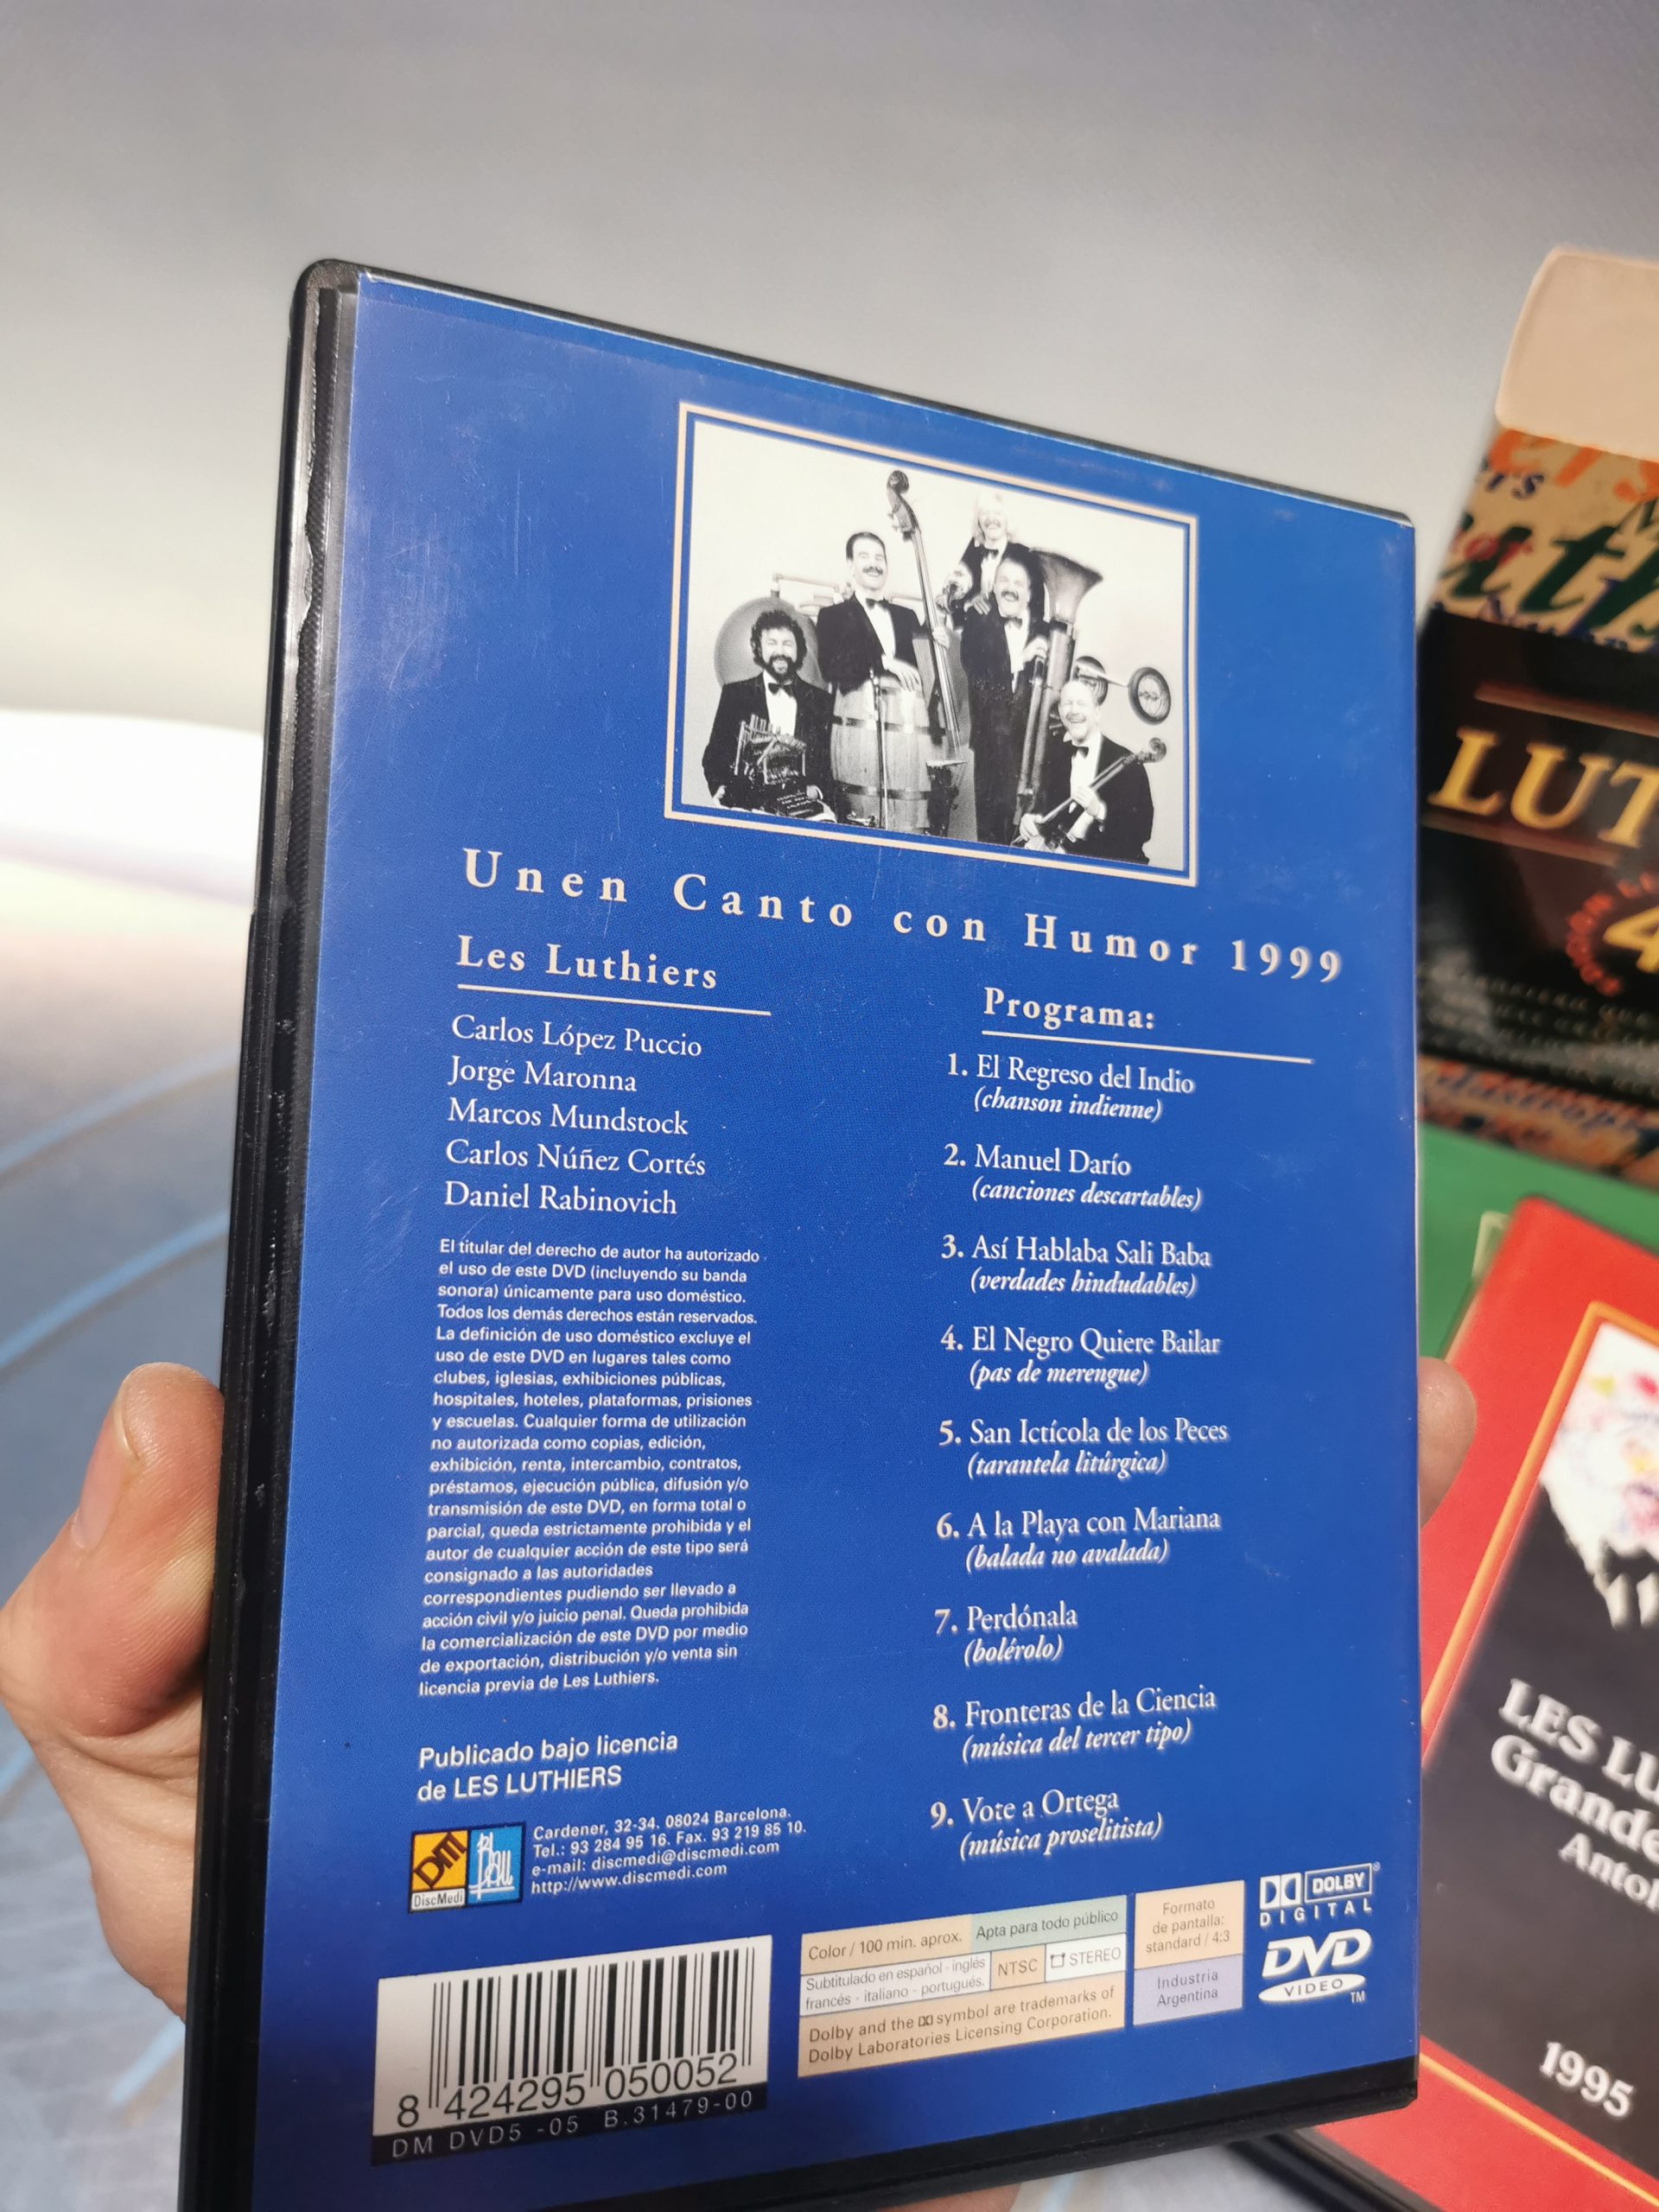 Unen Canto con Humor 1999
Les Luthiers
Carlos López Puccio
Jorge Maronna
Marcos Mundstock
Carlos Núñez Cortés
Daniel Rabinovich
El titular del derecho de autor ha autorizado
el uso de este DVD (incluyendo su banda
sonora) únicamente para uso doméstico.
Todos los demás derechos están reservados.
La definición de uso doméstico excluye el
uso de este DVD en lugares tales como
clubes, iglesias, exhibiciones públicas,
hospitales, hoteles, plataformas, prisiones
y escuelas. Cualquier forma de utilización
no autorizada como copias, edición,
exhibición, renta, intercambio, contratos,
préstamos, ejecución pública, difusión y/o
transmisión de este DVD, en forma total o
parcial, queda estrictamente prohibida y el
autor de cualquier acción de este tipo será
consignado a las autoridades
correspondientes pudiendo ser llevado a
acción civil y/o juicio penal. Queda prohibida
la comercialización de este DVD por medio
de exportación, distribución y/o venta sin
licencia previa de Les Luthiers.
Publicado bajo licencia
de LES LUTHIERS
DM
DiscMedi
Blau
Cardener, 32-34. 08024 Barcelona.
Tel.: 93 284 95 16. Fax. 93 219 85 10.
e-mail: discmedi@discmedi.com
http://www.discmedi.com
8 424295 050052
DM DVD5 -05 B.31479-00
Programa:
1. El Regreso del Indio
(chanson indienne)
2. Manuel Darío
(canciones descartables)
3. Así Hablaba Sali Baba
(verdades hindudables)
4. El Negro Quiere Bailar
(pas de merengue)
5. San Ictícola de los Peces
(tarantela litúrgica)
6. A la Playa con Mariana
(balada no avalada)
7. Perdónala
(bolérolo)
8. Fronteras de la Ciencia
(música del tercer tipo)
9. Vote a Ortega
(música proselitista)
Color / 100 min. aprox.
Apta para todo público
Subtitulado en español - inglés
francés - italiano - portugués.
NTSC
STEREO
Dolby and the symbol are trademarks of
Dolby Laboratories Licensing Corporation.
Formato
de pantalla:
standard / 4:3
Industria
Argentina
DOLBY
DIGITAL
DVD
VIDEO
TM
LUT
4
LES LU
Grande
Antol
1995